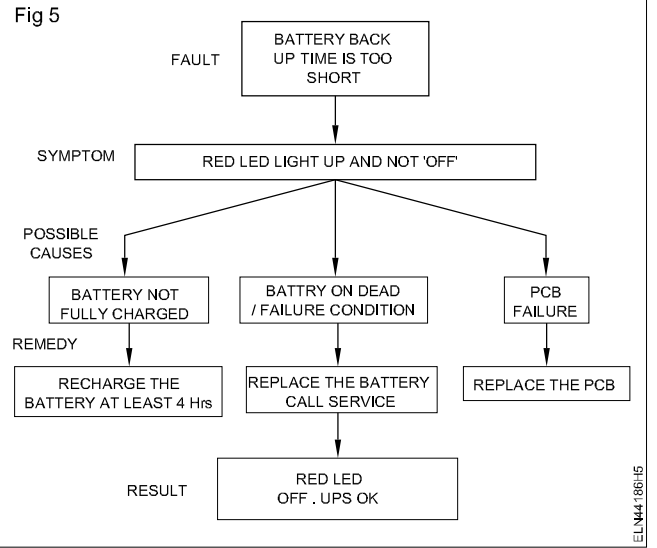 Fig 5
FAULT
BATTERY BACK
UP TIME IS TOO
SHORT
SYMPTOM
RED LED LIGHT UP AND NOT 'OFF'
POSSIBLE
CAUSES
BATTERY NOT
FULLY CHARGED
BATTRY ON DEAD
/ FAILURE CONDITION
PCB
FAILURE
REMEDY
RECHARGE THE
BATTERY AT LEAST 4 Hrs
REPLACE THE BATTERY
CALL SERVICE
REPLACE THE PCB
RESULT
RED LED
OFF . UPS OK
ELN44186H5